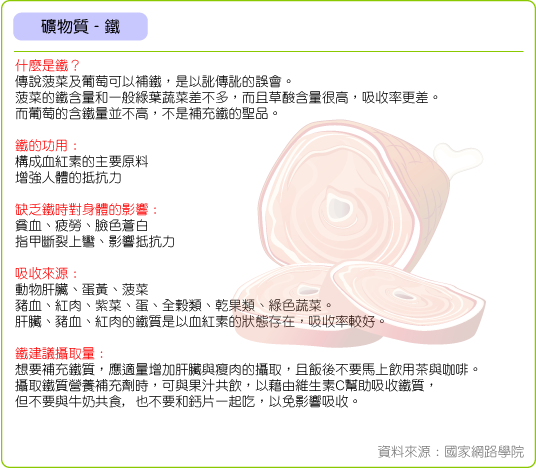 礦物質 - 鐵
什麼是鐵？
傳說菠菜及葡萄可以補鐵，是以訛傳訛的誤會。
菠菜的鐵含量和一般綠葉蔬菜差不多，而且草酸含量很高，吸收率更差。
而葡萄的含鐵量並不高，不是補充鐵的聖品。
鐵的功用：
構成血紅素的主要原料
增強人體的抵抗力
缺乏鐵時對身體的影響：
貧血、疲勞、臉色蒼白
指甲斷裂上彎、影響抵抗力
吸收來源：
動物肝臟、蛋黃、菠菜
豬血、紅肉、紫菜、蛋、全穀類、乾果類、綠色蔬菜。
肝臟、豬血、紅肉的鐵質是以血紅素的狀態存在，吸收率較好。
鐵建議攝取量：
想要補充鐵質，應適量增加肝臟與瘦肉的攝取，且飯後不要馬上飲用茶與咖啡。
攝取鐵質營養補充劑時，可與果汁共飲，以藉由維生素C幫助吸收鐵質，
但不要與牛奶共食，也不要和鈣片一起吃，以免影響吸收。
資料來源：國家網路學院